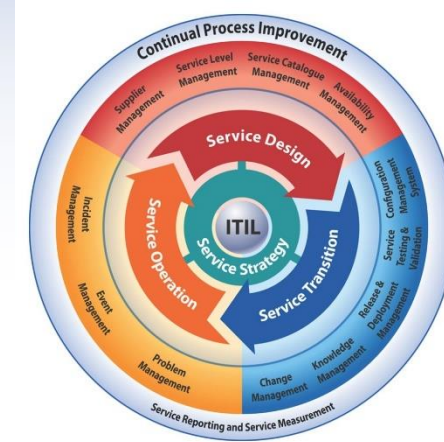 Continual Process Improvement
Supplier
Management
Service Level
Management
Service Catalogue
Management
Availability
Management
System
Configuration
Management
Service
Testing &
Validation
Release &
Deployment
Management
Knowledge
Management
Change
Management
Problem
Management
Event
Management
Incident
Management
Service Design
Service Transition
Service Operation
Service Strategy
ITIL
Service Reporting and Service Measurement